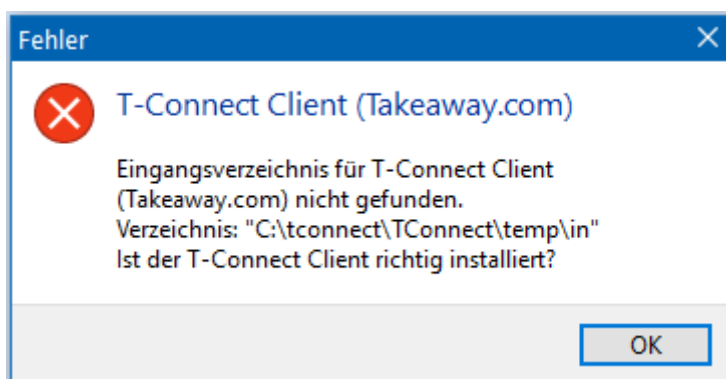 Fehler
T-Connect Client (Takeaway.com)
Eingangsverzeichnis für T-Connect Client
(Takeaway.com) nicht gefunden.
Verzeichnis: "C:\tconnect\TConnect\temp\in"
Ist der T-Connect Client richtig installiert?
OK